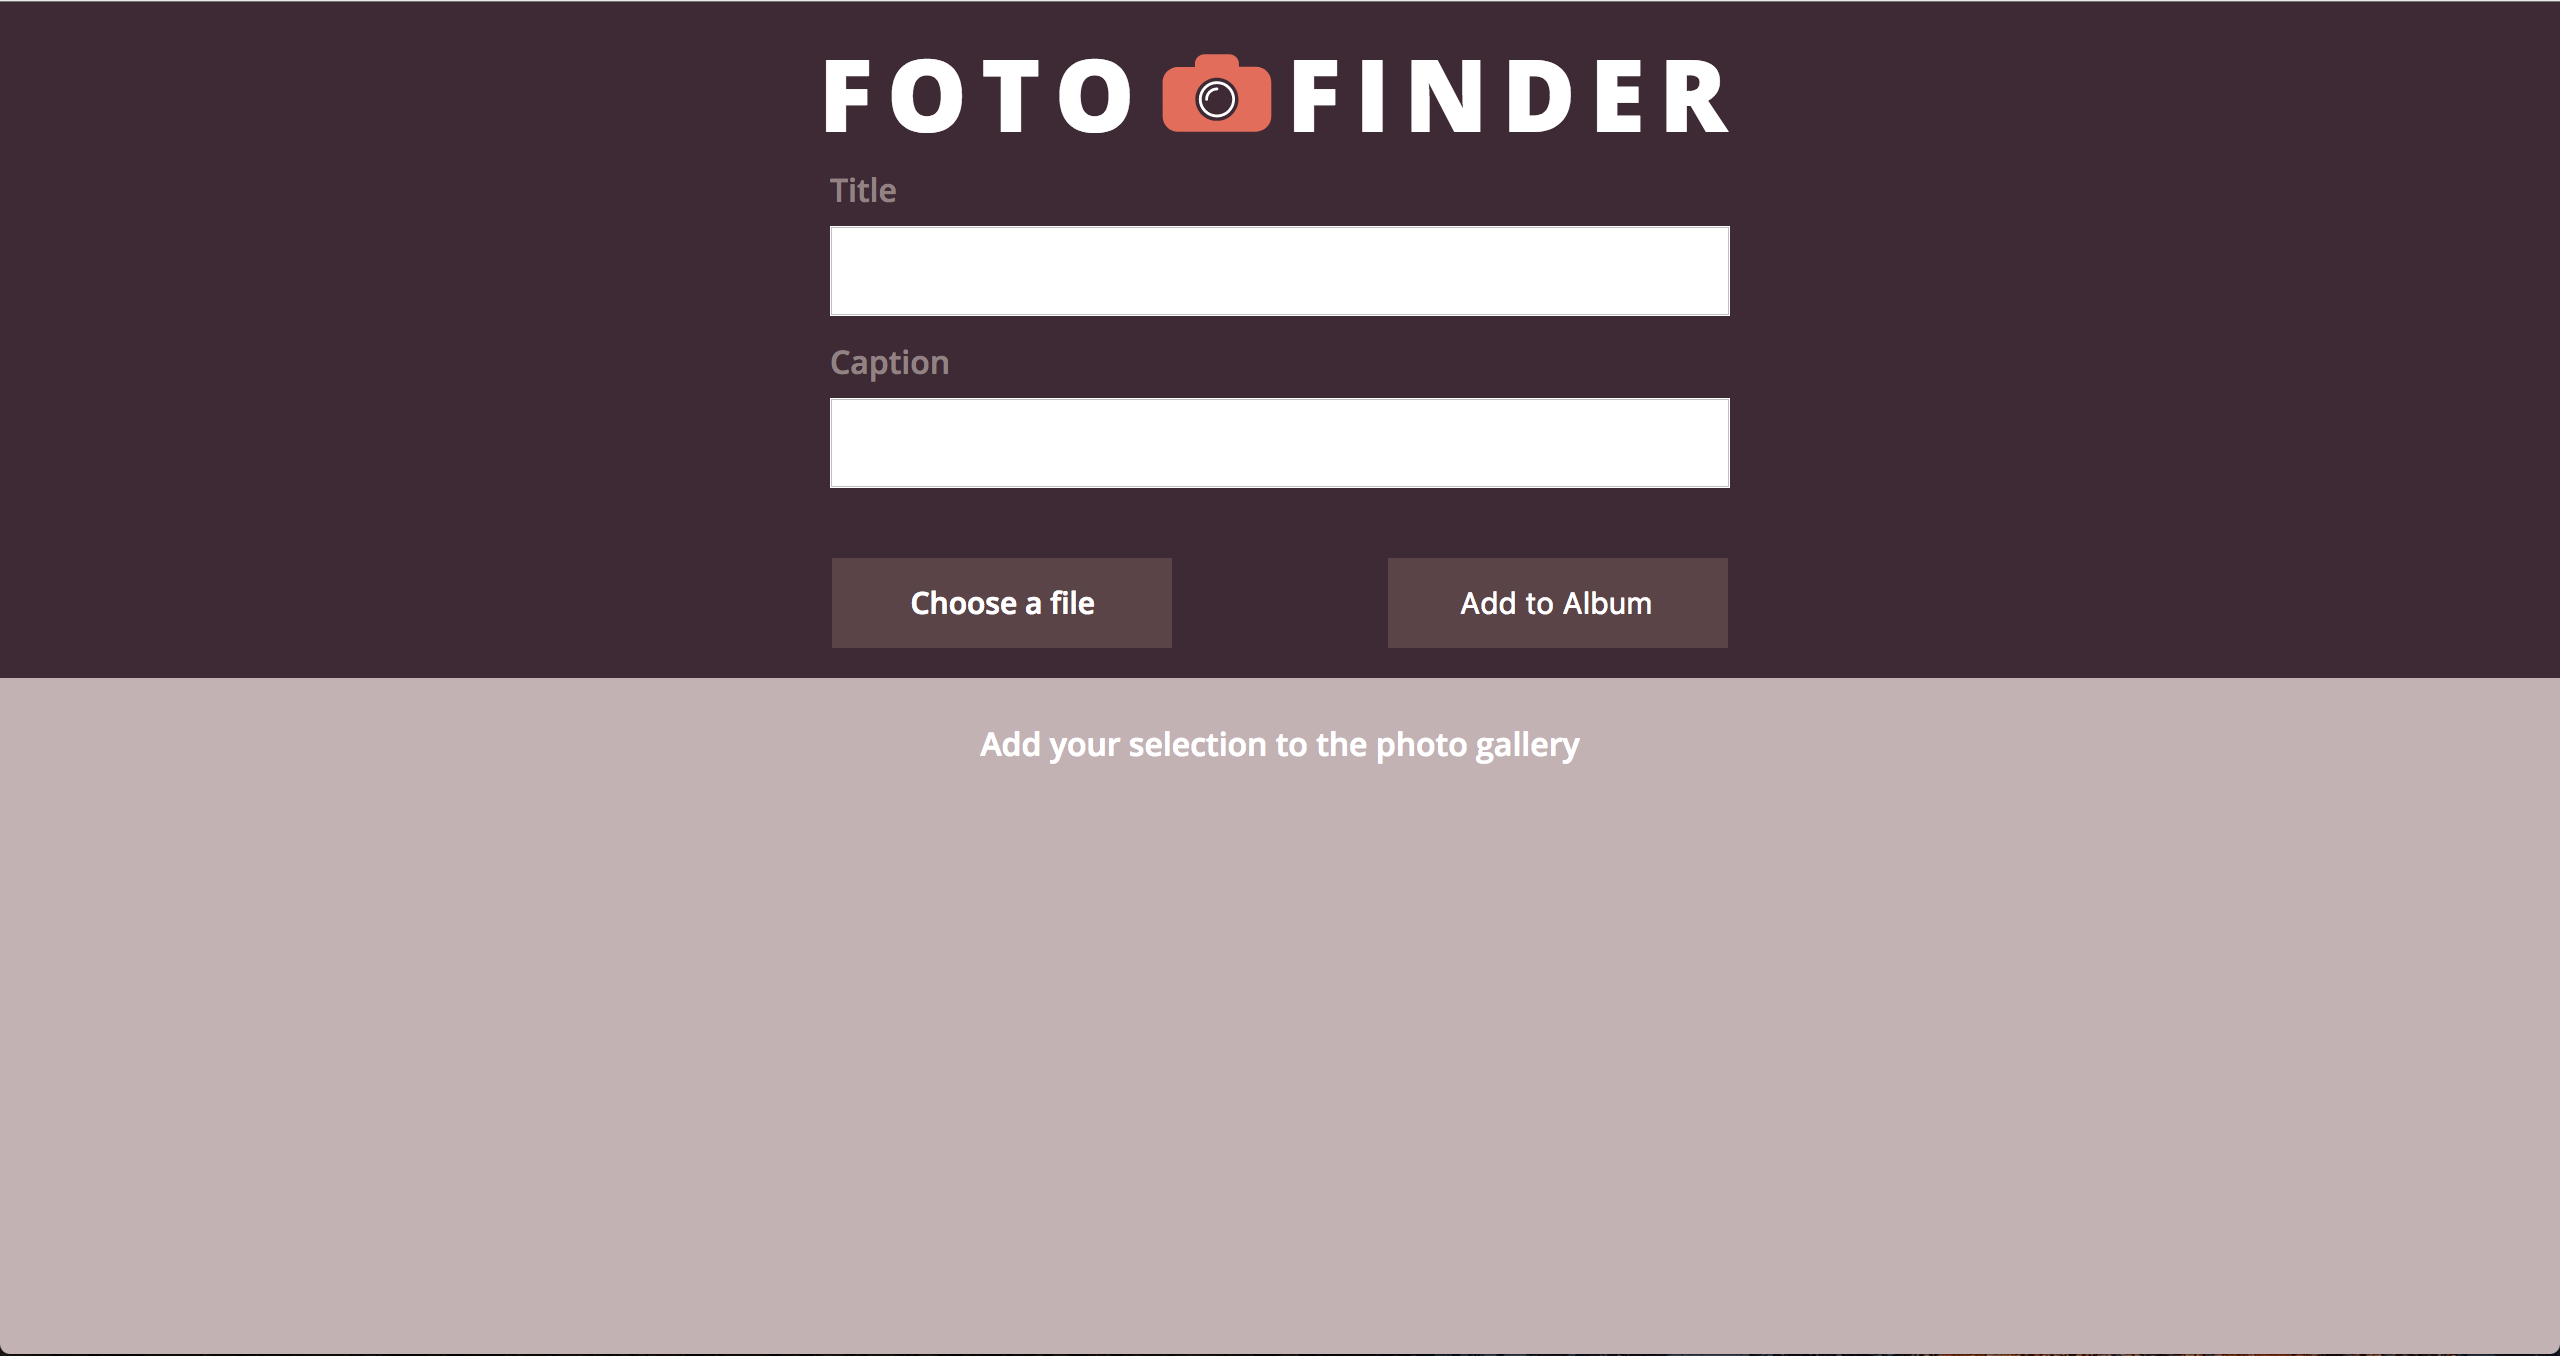 FOTO FINDER
Title
Caption
Choose a file
Add to Album
Add your selection to the photo gallery